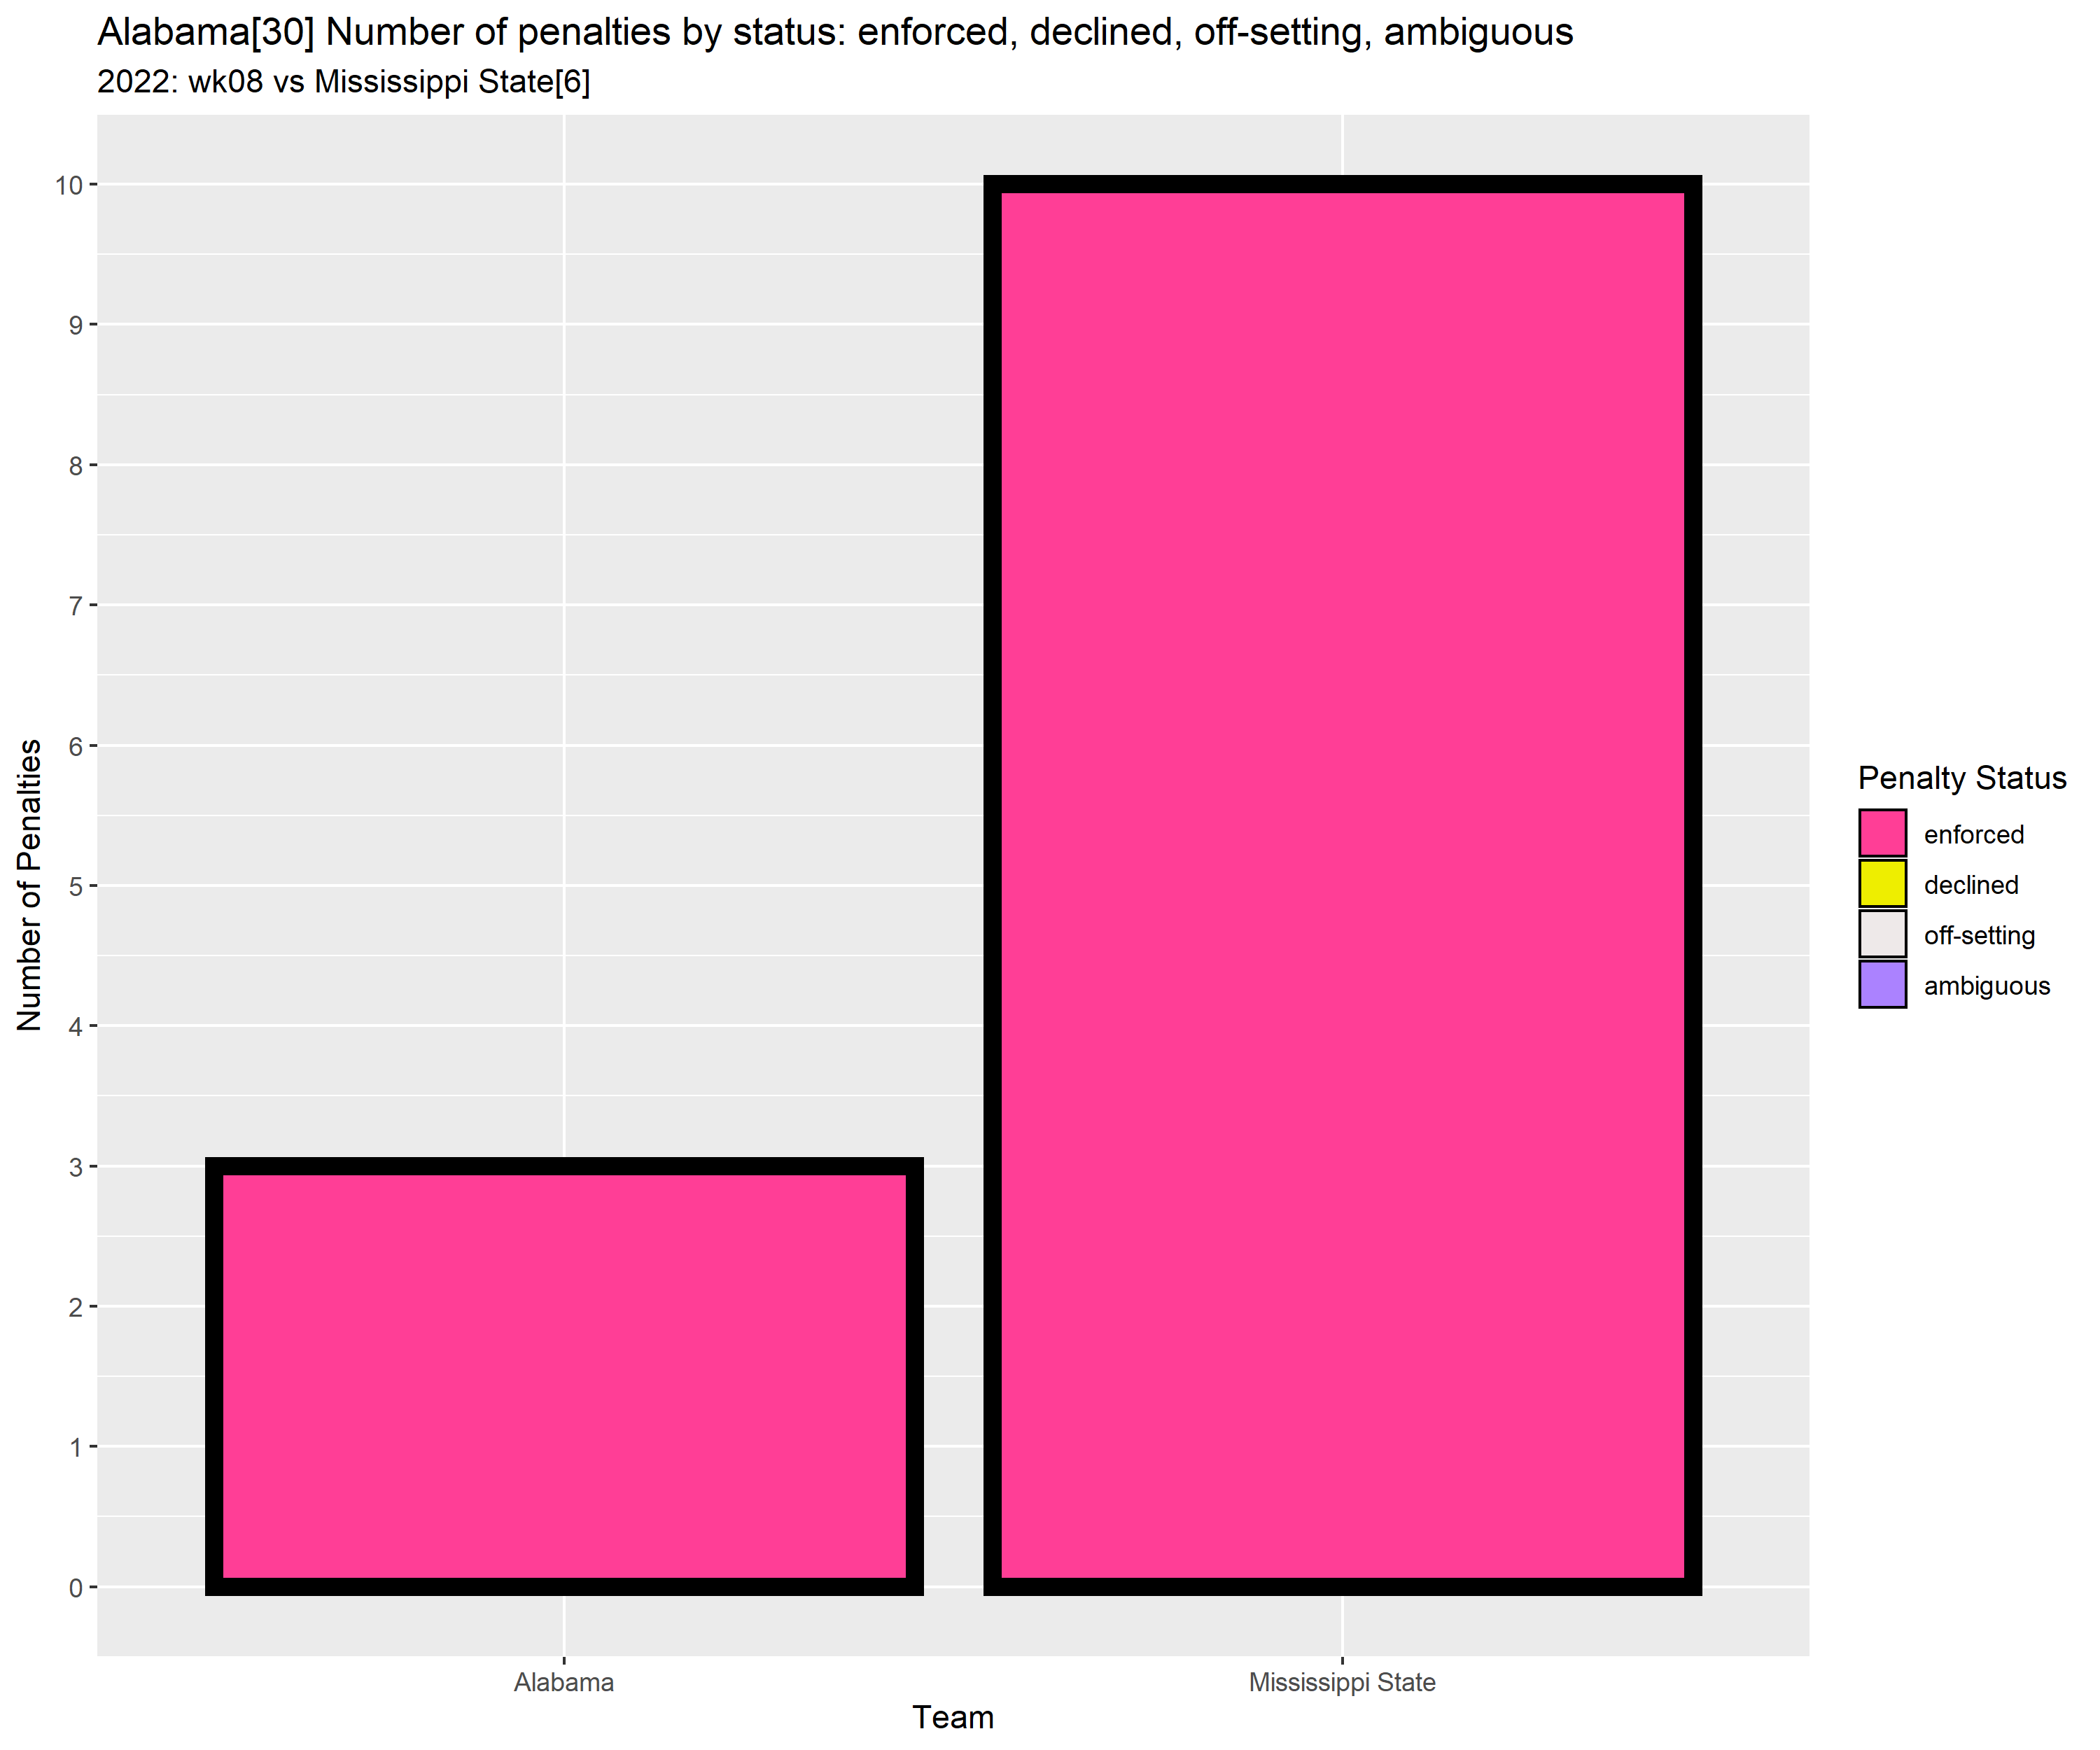 Alabama[30] Number of penalties by status: enforced, declined, off-setting, ambiguous
2022: wk08 vs Mississippi State[6]
Number of Penalties
10
9
8
7
6
5
4
3
2
1
0
Alabama
Mississippi State
Team
Penalty Status
enforced
declined
off-setting
ambiguous